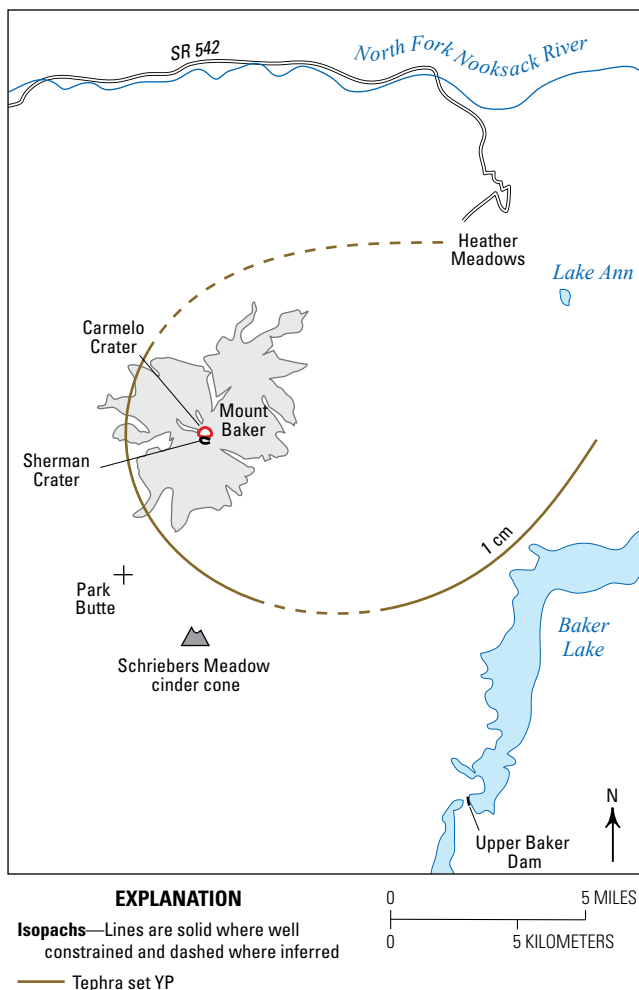 SR 542
North Fork Nooksack River
Heather
Meadows
Lake Ann
Carmelo
Crater
Mount
Baker
Sherman
Crater
1 cm
Park
Butte
Schriebers Meadow
cinder cone
Baker
Lake
N
Upper Baker
Dam
EXPLANATION
Isopachs—Lines are solid where well
constrained and dashed where inferred
Tephra set YP
0 5 MILES
0 5 KILOMETERS